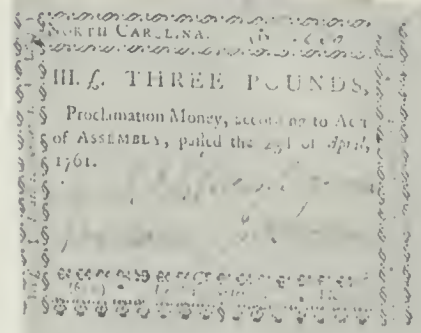 NORTH CAROLINA.
III. £. THREE POUNDS,
Proclamation Money, according to Act
of ASSEMBLY, passed the 23d of April,
1761.